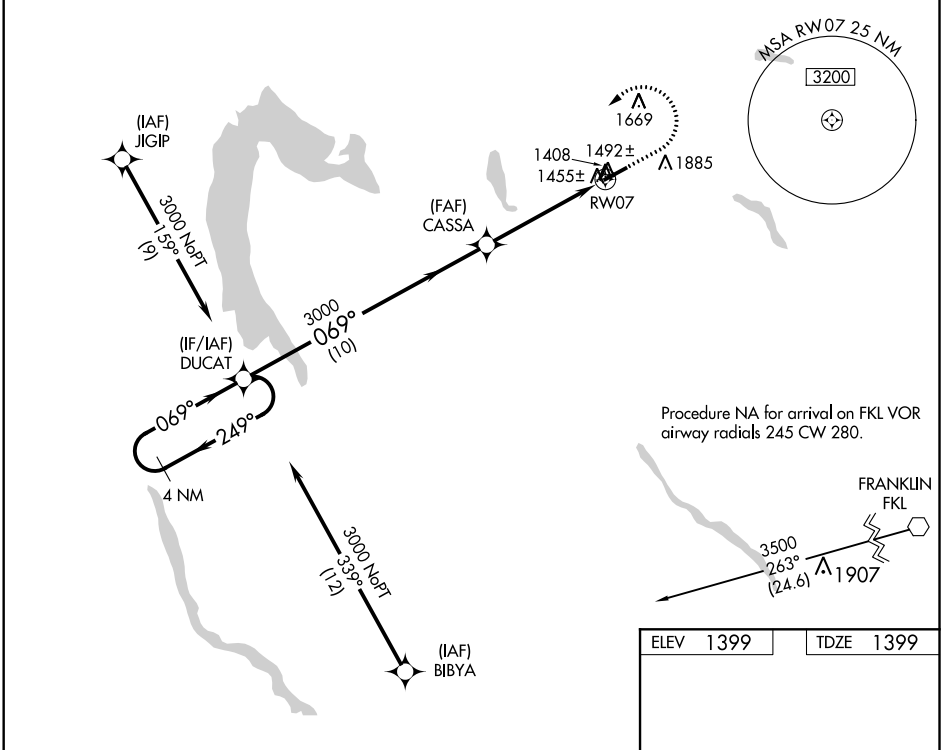 MSA RW07 25 NM
3200
(IAF)
JIGIP
3000 NoPT
159°
(9)
1669
1408
1492±
1455±
1885
RW07
(FAF)
CASSA
3000
069°
(10)
(IF/IAF)
DUCAT
069°
249°
4 NM
3000 NoPT
339°
(12)
(IAF)
BIBYA
Procedure NA for arrival on FKL VOR
airway radials 245 CW 280.
FRANKLIN
FKL
3500
263°
(24.6)
1907
ELEV 1399
TDZE 1399